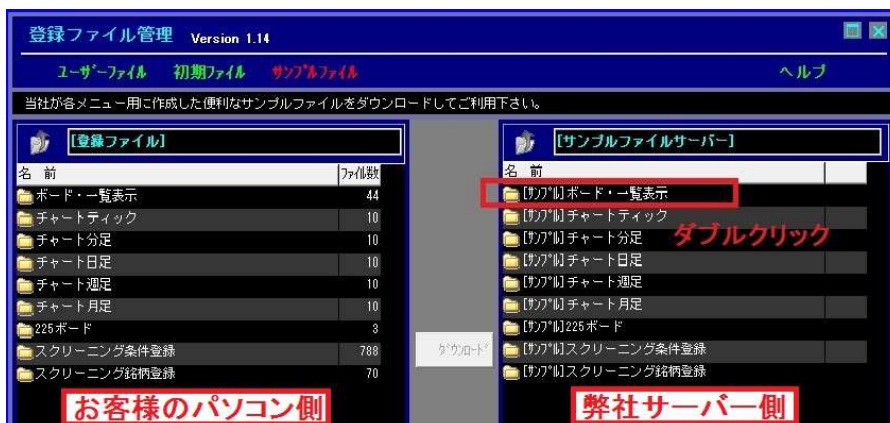 登録ファイル管理 Version 1.14
ユーザーファイル 初期ファイル サンプルファイル ヘルプ
当社が各メニュー用に作成した便利なサンプルファイルをダウンロードしてご利用下さい。
[登録ファイル]
名 前 ファイル数
ボード・一覧表示 44
チャートティック 10
チャート分足 10
チャート日足 10
チャート週足 10
チャート月足 10
225ボード 3
スクリーニング条件登録 788
スクリーニング銘柄登録 70
お客様のパソコン側
ダウンロード
[サンプルファイルサーバー]
名 前
[サンプル]ボード・一覧表示
[サンプル]チャートティック
[サンプル]チャート分足
ダブルクリック
[サンプル]チャート日足
[サンプル]チャート週足
[サンプル]チャート月足
[サンプル]225ボード
[サンプル]スクリーニング条件登録
[サンプル]スクリーニング銘柄登録
弊社サーバー側